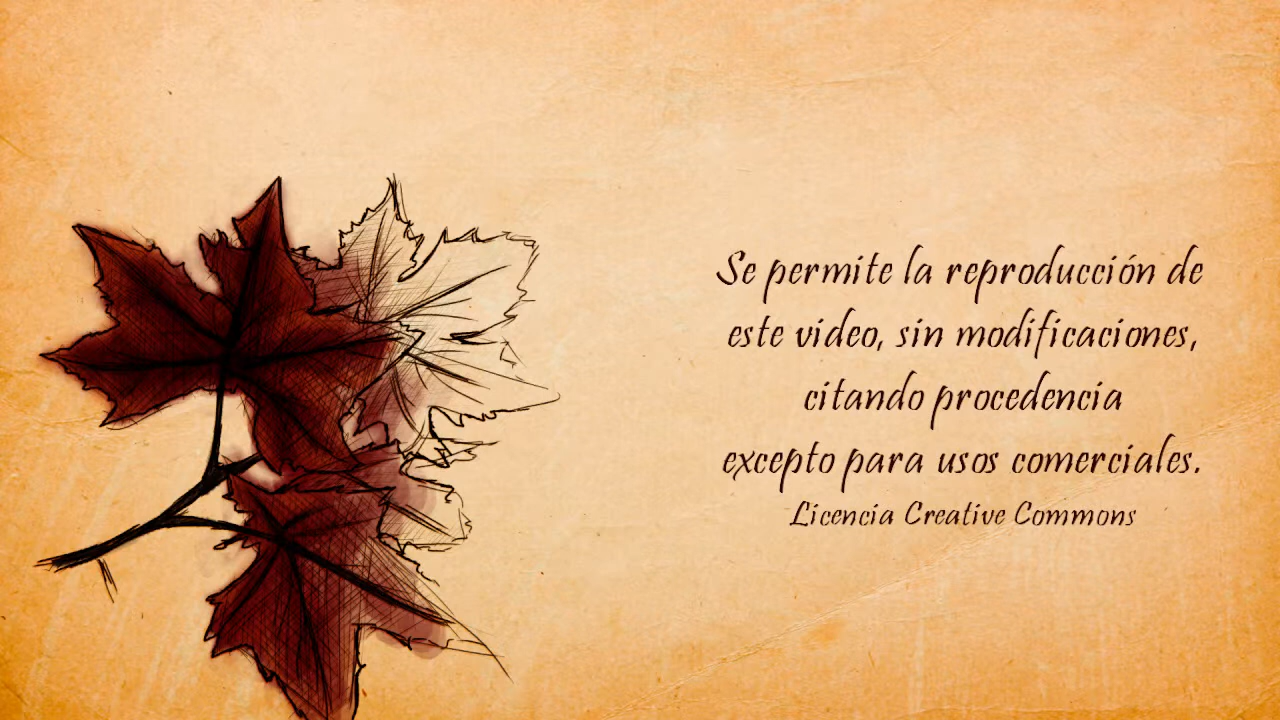 Se permite la reproducción de
este video, sin modificaciones,
citando procedencia
excepto para usos comerciales.
Licencia Creative Commons